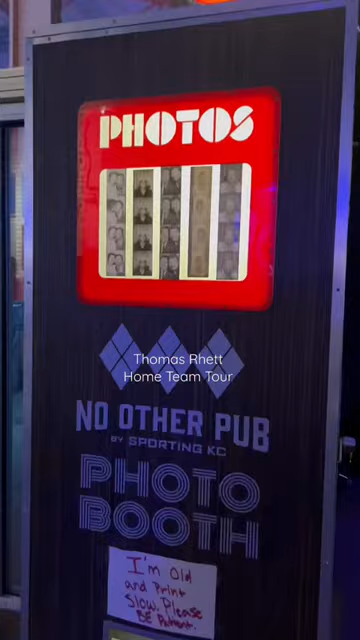 PHOTOS
Thomas Rhett
Home Team Tour
NO OTHER PUB
BY SPORTING KC
PHOTO
BOOTH
I'm Old
and Print
Slow. Please
BE Patient.